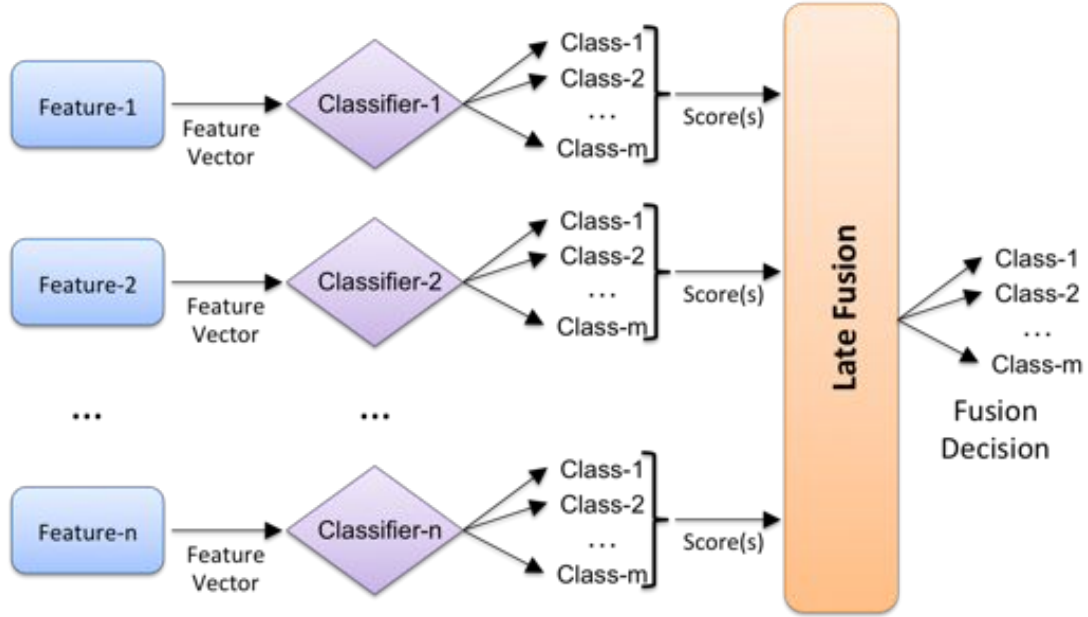 Feature-1
Feature
Vector
Classifier-1
Class-1
Class-2
...
Class-m
Score(s)
Feature-2
Feature
Vector
Classifier-2
Class-1
Class-2
...
Class-m
Score(s)
...
...
Feature-n
Feature
Vector
Classifier-n
Class-1
Class-2
...
Class-m
Score(s)
Late Fusion
Class-1
Class-2
...
Class-m
Fusion
Decision